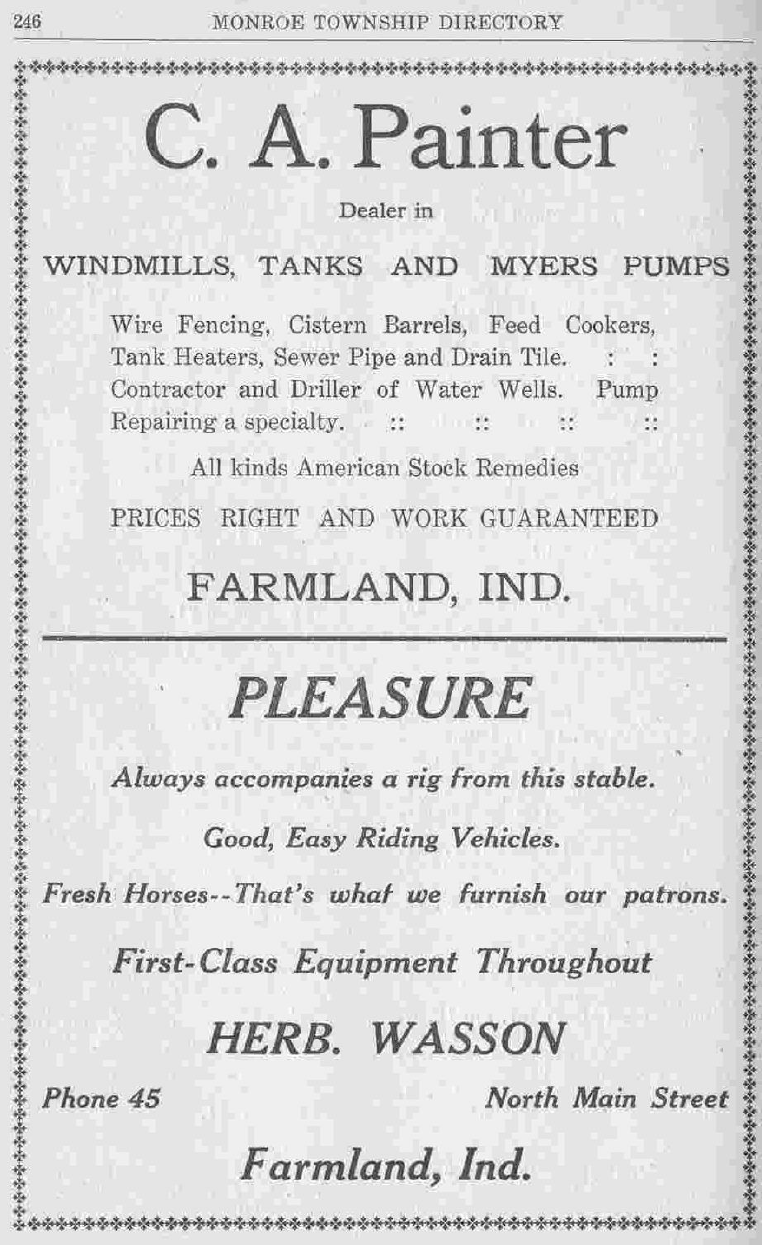 246 MONROE TOWNSHIP DIRECTORY
C. A. Painter
Dealer in
WINDMILLS, TANKS AND MYERS PUMPS
Wire Fencing, Cistern Barrels, Feed Cookers,
Tank Heaters, Sewer Pipe and Drain Tile. : :
Contractor and Driller of Water Wells. Pump
Repairing a specialty. :: :: :: ::
All kinds American Stock Remedies
PRICES RIGHT AND WORK GUARANTEED
FARMLAND, IND.
PLEASURE
Always accompanies a rig from this stable.
Good, Easy Riding Vehicles.
Fresh Horses--That's what we furnish our patrons.
First-Class Equipment Throughout
HERB. WASSON
Phone 45 North Main Street
Farmland, Ind.